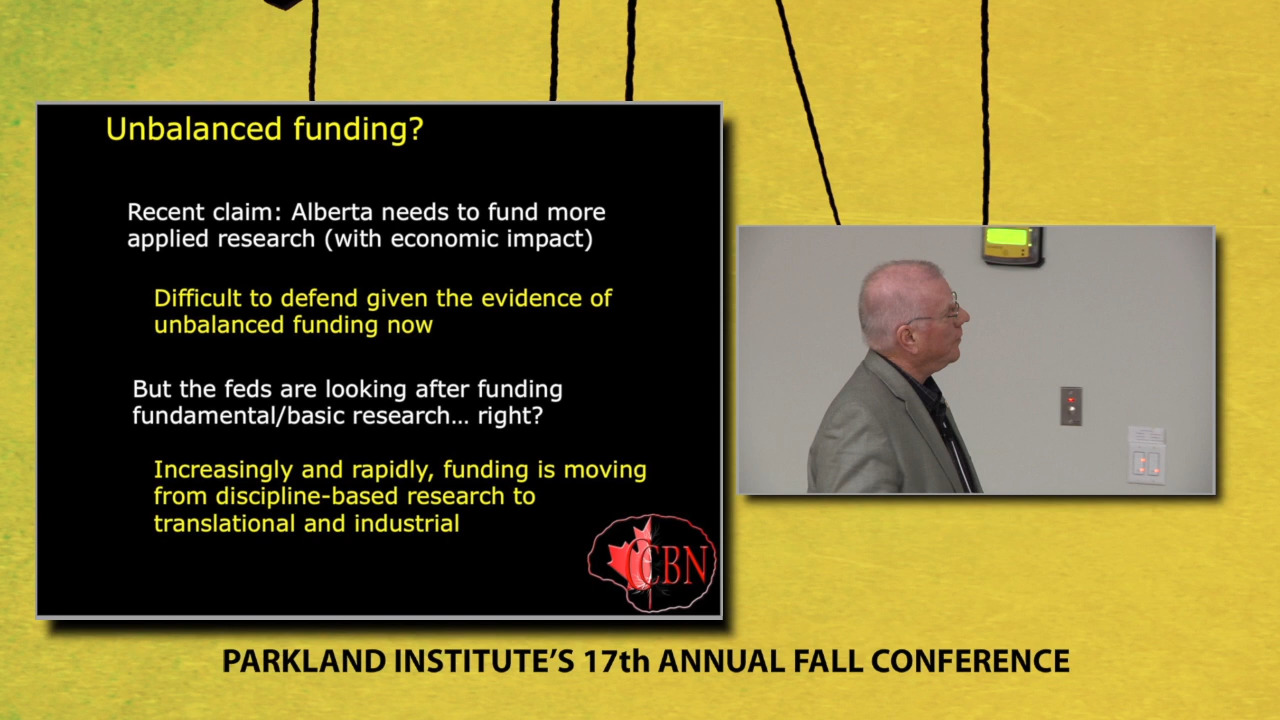 Unbalanced funding?
Recent claim: Alberta needs to fund more
applied research (with economic impact)
Difficult to defend given the evidence of
unbalanced funding now
But the feds are looking after funding
fundamental/basic research... right?
Increasingly and rapidly, funding is moving
from discipline-based research to
translational and industrial
CCBN
PARKLAND INSTITUTE'S 17th ANNUAL FALL CONFERENCE